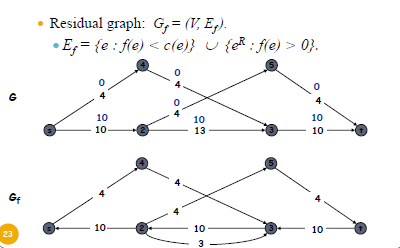 • Residual graph: Gf = (V, Ef).
• Ef = {e : f(e) < c(e)} ∪ {eR : f(e) > 0}.
4 5
0 0 0
4 4 4
G 0
10 4 10 10
s 10 2 13 3 10 t
4 5
4
Gf 4 4
4
s 10 2 10 3 10 t
23 3